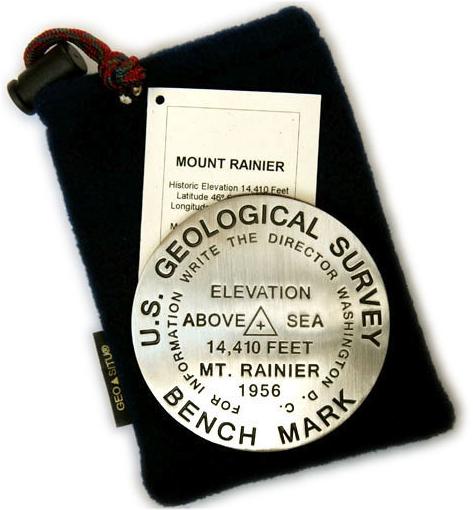 MOUNT RAINIER
Historic Elevation 14,410 Feet
Latitude 46°
Longitude
U.S. GEOLOGICAL SURVEY
BENCH MARK
FOR INFORMATION WRITE THE DIRECTOR WASHINGTON D. C.
ELEVATION
ABOVE + SEA
14,410 FEET
MT. RAINIER
1956
GEO▲SITU®